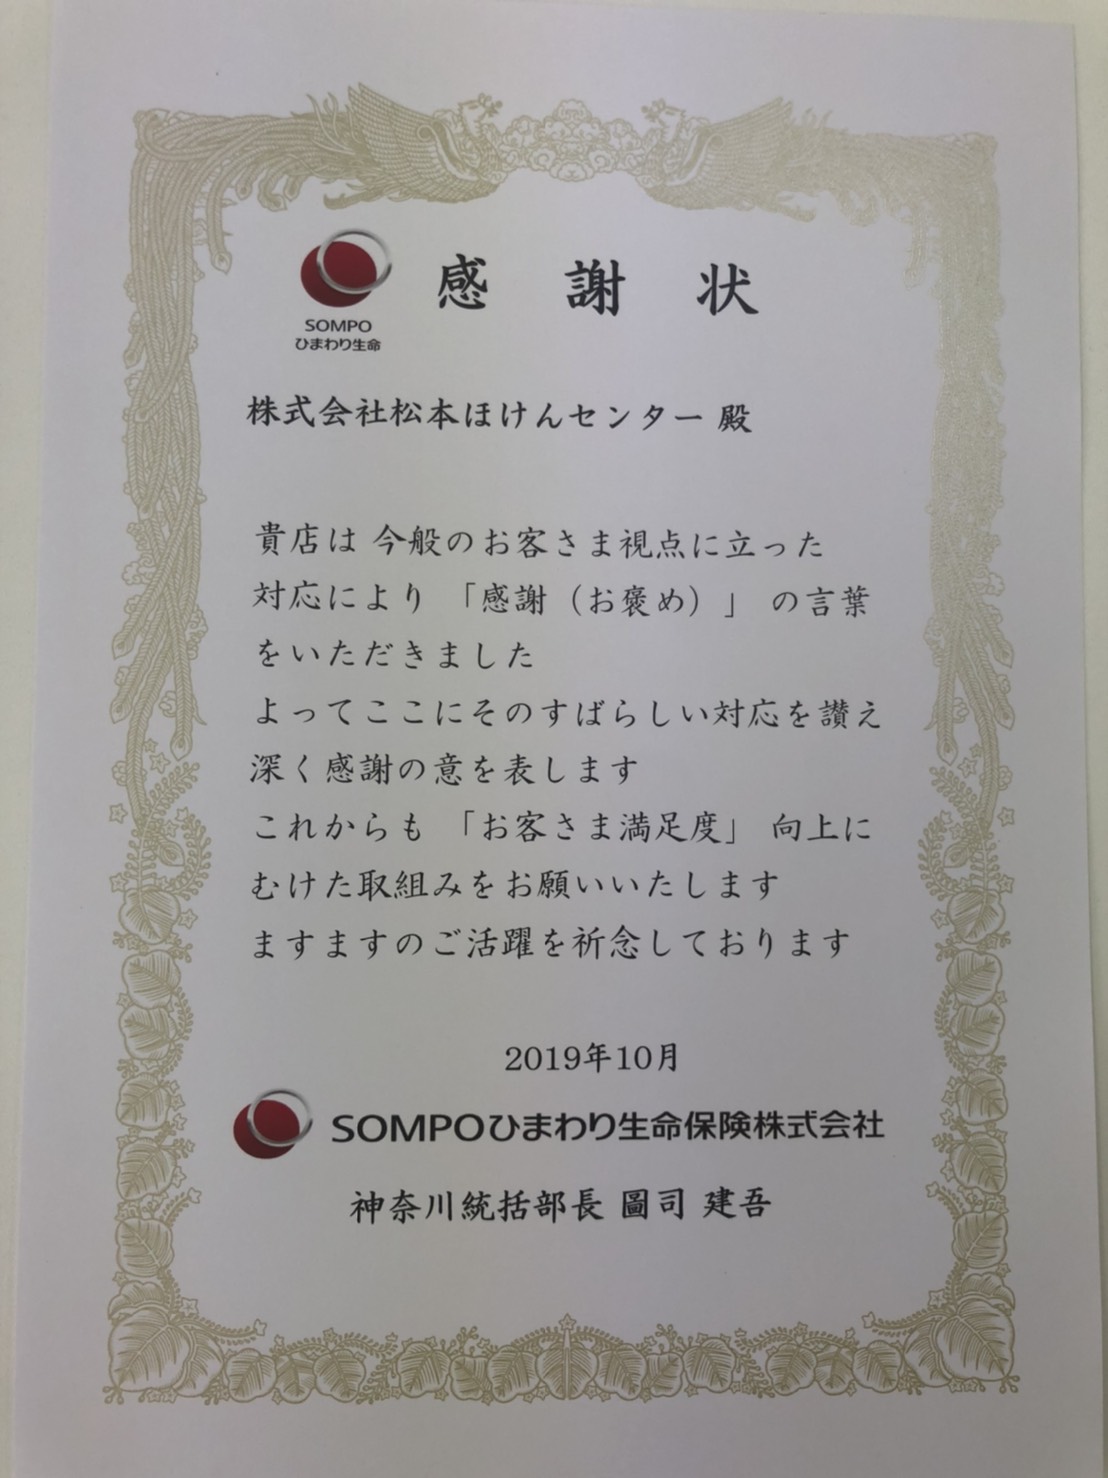 感 謝 状
SOMPO
ひまわり生命
株式会社松本ほけんセンター 殿
貴店は 今般のお客さま視点に立った
対応により 「感謝（お褒め）」 の言葉
をいただきました
よってここにそのすばらしい対応を讃え
深く感謝の意を表します
これからも 「お客さま満足度」 向上に
むけた取組みをお願いいたします
ますますのご活躍を祈念しております
2019年10月
SOMPOひまわり生命保険株式会社
神奈川統括部長 圖司 建吾